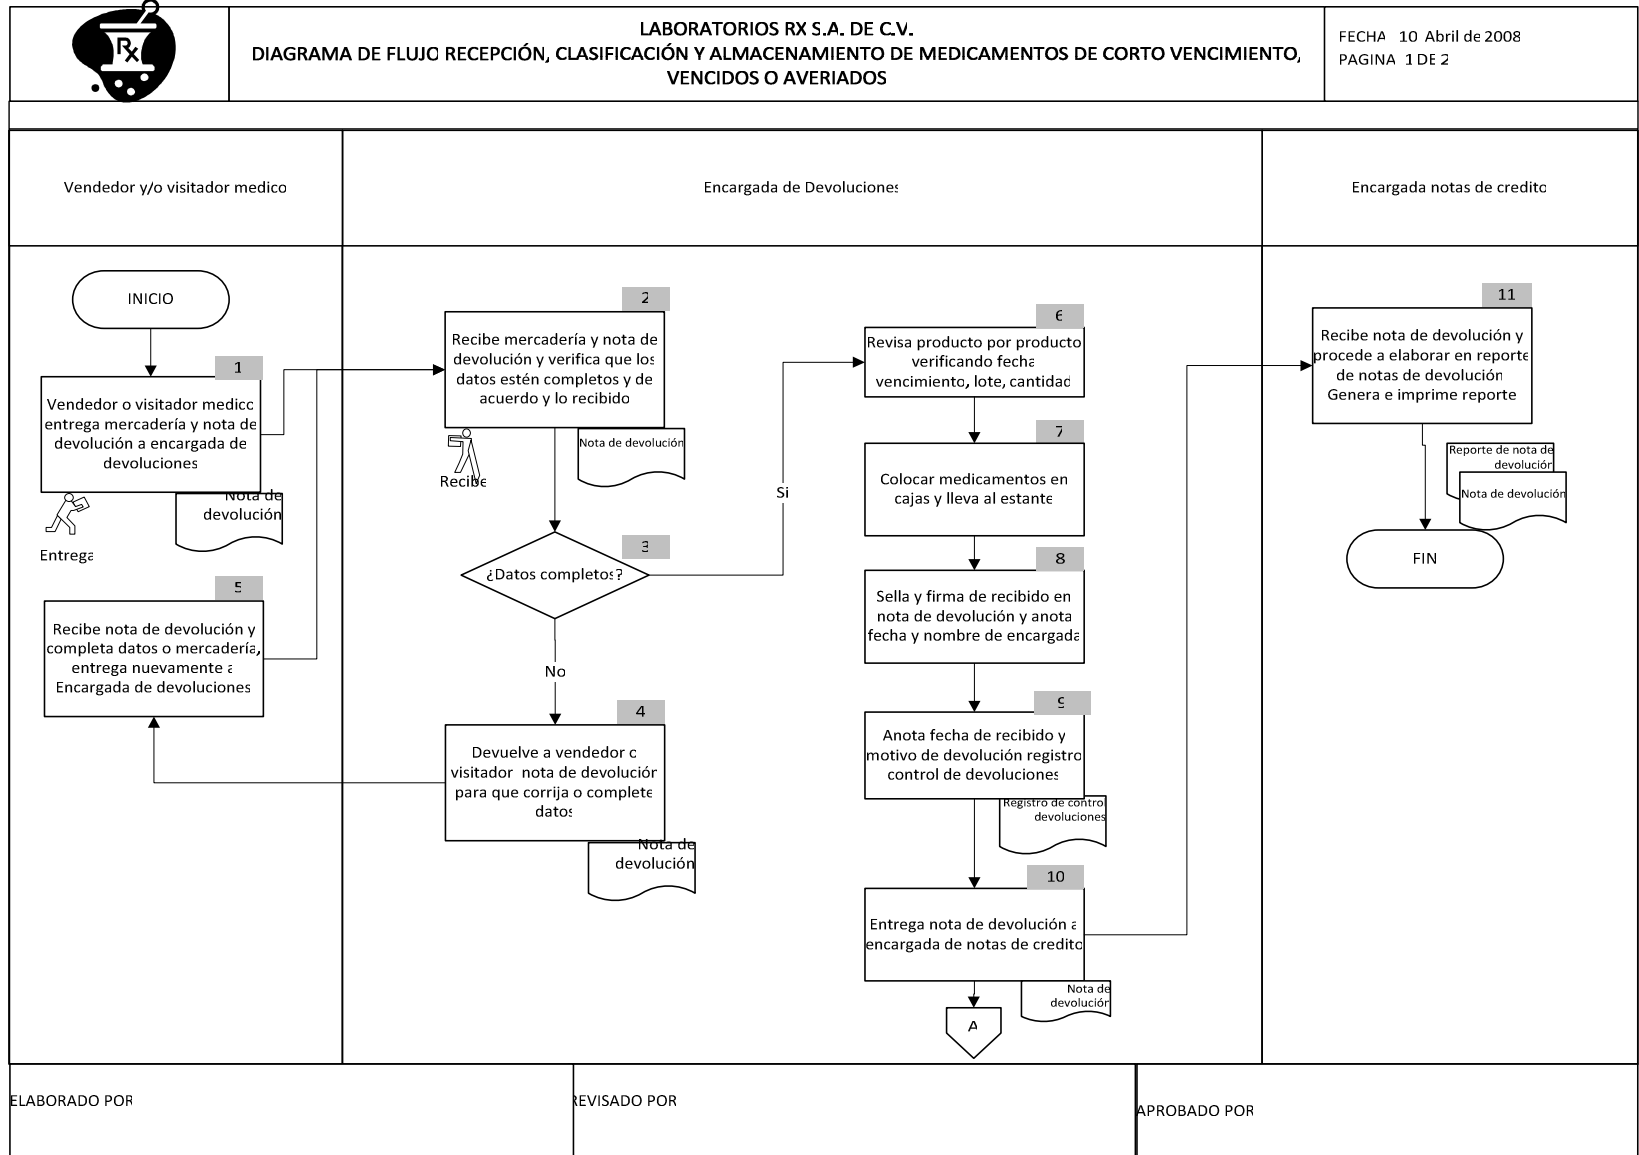 Rx
LABORATORIOS RX S.A. DE C.V.
DIAGRAMA DE FLUJO RECEPCIÓN, CLASIFICACIÓN Y ALMACENAMIENTO DE MEDICAMENTOS DE CORTO VENCIMIENTO,
VENCIDOS O AVERIADOS
FECHA 10 Abril de 2008
PAGINA 1 DE 2
Vendedor y/o visitador medico
Encargada de Devoluciones
Encargada notas de credito
INICIO
1
Vendedor o visitador medico
entrega mercadería y nota de
devolución a encargada de
devoluciones
Nota de
devolución
Entrega
5
Recibe nota de devolución y
completa datos o mercadería,
entrega nuevamente a
Encargada de devoluciones
2
Recibe mercadería y nota de
devolución y verifica que los
datos estén completos y de
acuerdo y lo recibido
Nota de devolución
Recibe
3
¿Datos completos?
Si
No
4
Devuelve a vendedor o
visitador nota de devolución
para que corrija o complete
datos
Nota de
devolución
6
Revisa producto por producto
verificando fecha
vencimiento, lote, cantidad
7
Colocar medicamentos en
cajas y lleva al estante
8
Sella y firma de recibido en
nota de devolución y anota
fecha y nombre de encargada
9
Anota fecha de recibido y
motivo de devolución registro
control de devoluciones
Registro de control
devoluciones
10
Entrega nota de devolución a
encargada de notas de credito
Nota de
devolución
A
11
Recibe nota de devolución y
procede a elaborar en reporte
de notas de devolución
Genera e imprime reporte
Reporte de nota de
devolución
Nota de devolución
FIN
ELABORADO POR
REVISADO POR
APROBADO POR